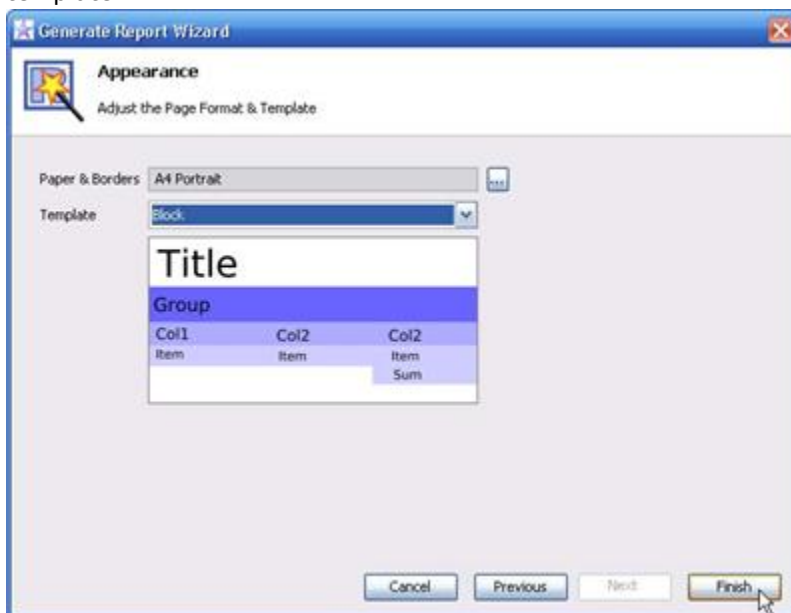 Generate Report Wizard
Appearance
Adjust the Page Format & Template
Paper & Borders A4 Portrait ...
Template Block
Title
Group
Col1 Col2 Col2
Item Item Item
Sum
Cancel Previous Next Finish